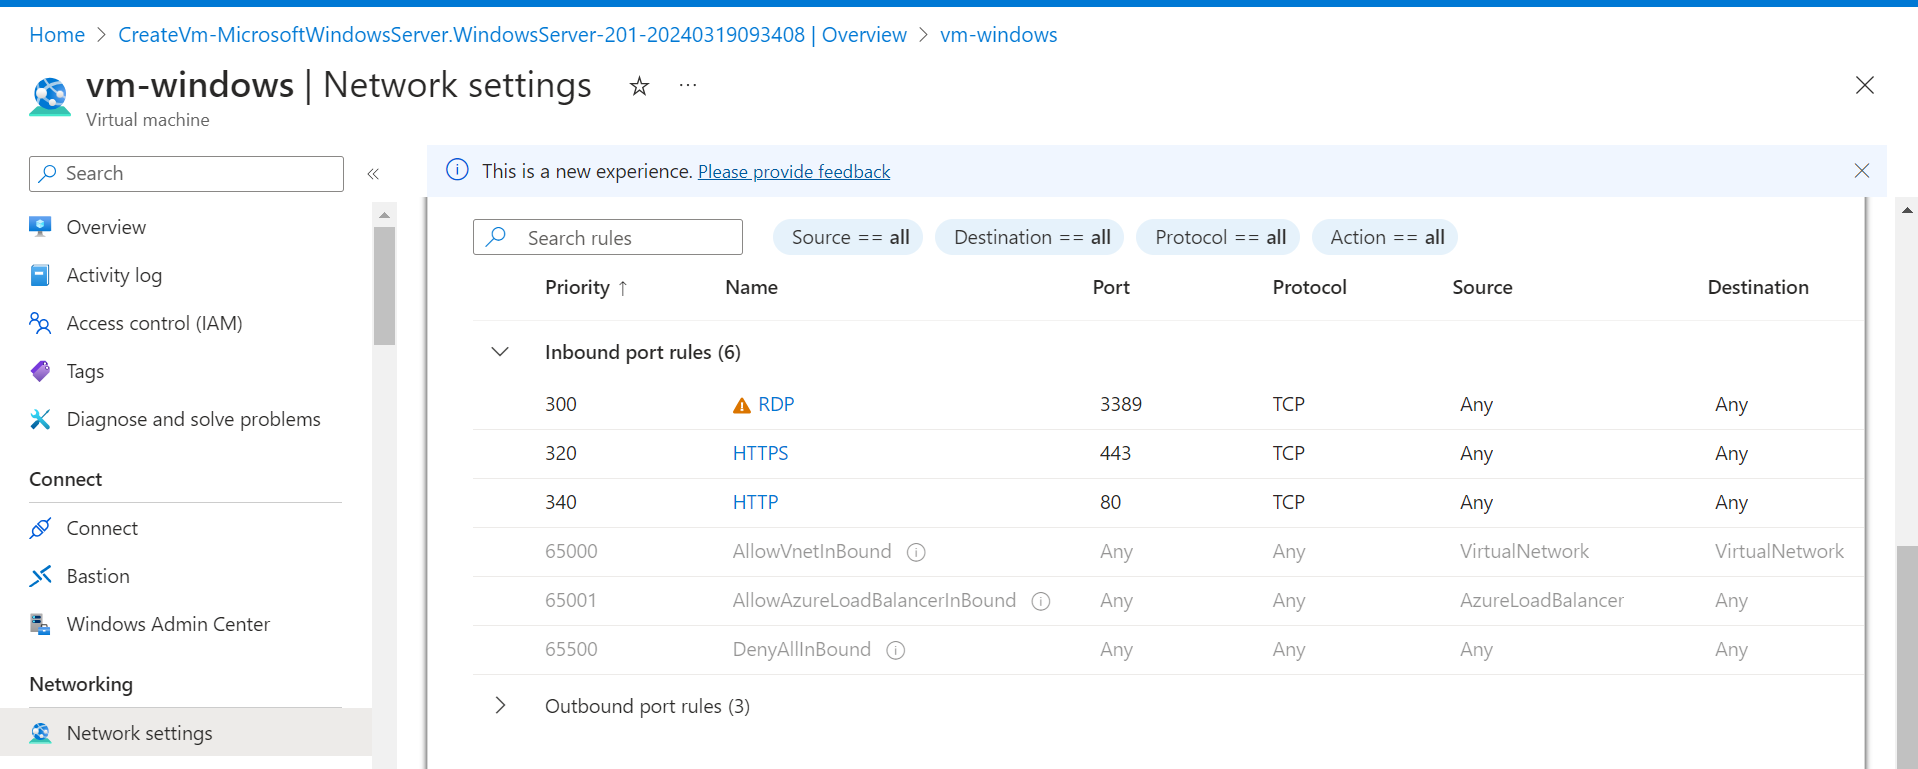 Home > CreateVm-MicrosoftWindowsServer.WindowsServer-201-20240319093408 | Overview > vm-windows
vm-windows | Network settings
Virtual machine
Search
Overview
Activity log
Access control (IAM)
Tags
Diagnose and solve problems
Connect
Connect
Bastion
Windows Admin Center
Networking
Network settings
This is a new experience. Please provide feedback
Search rules
Source == all Destination == all Protocol == all Action == all
Priority ↑ Name Port Protocol Source Destination
Inbound port rules (6)
300 RDP 3389 TCP Any Any
320 HTTPS 443 TCP Any Any
340 HTTP 80 TCP Any Any
65000 AllowVnetInBound Any Any VirtualNetwork VirtualNetwork
65001 AllowAzureLoadBalancerInBound Any Any AzureLoadBalancer Any
65500 DenyAllInBound Any Any Any Any
Outbound port rules (3)